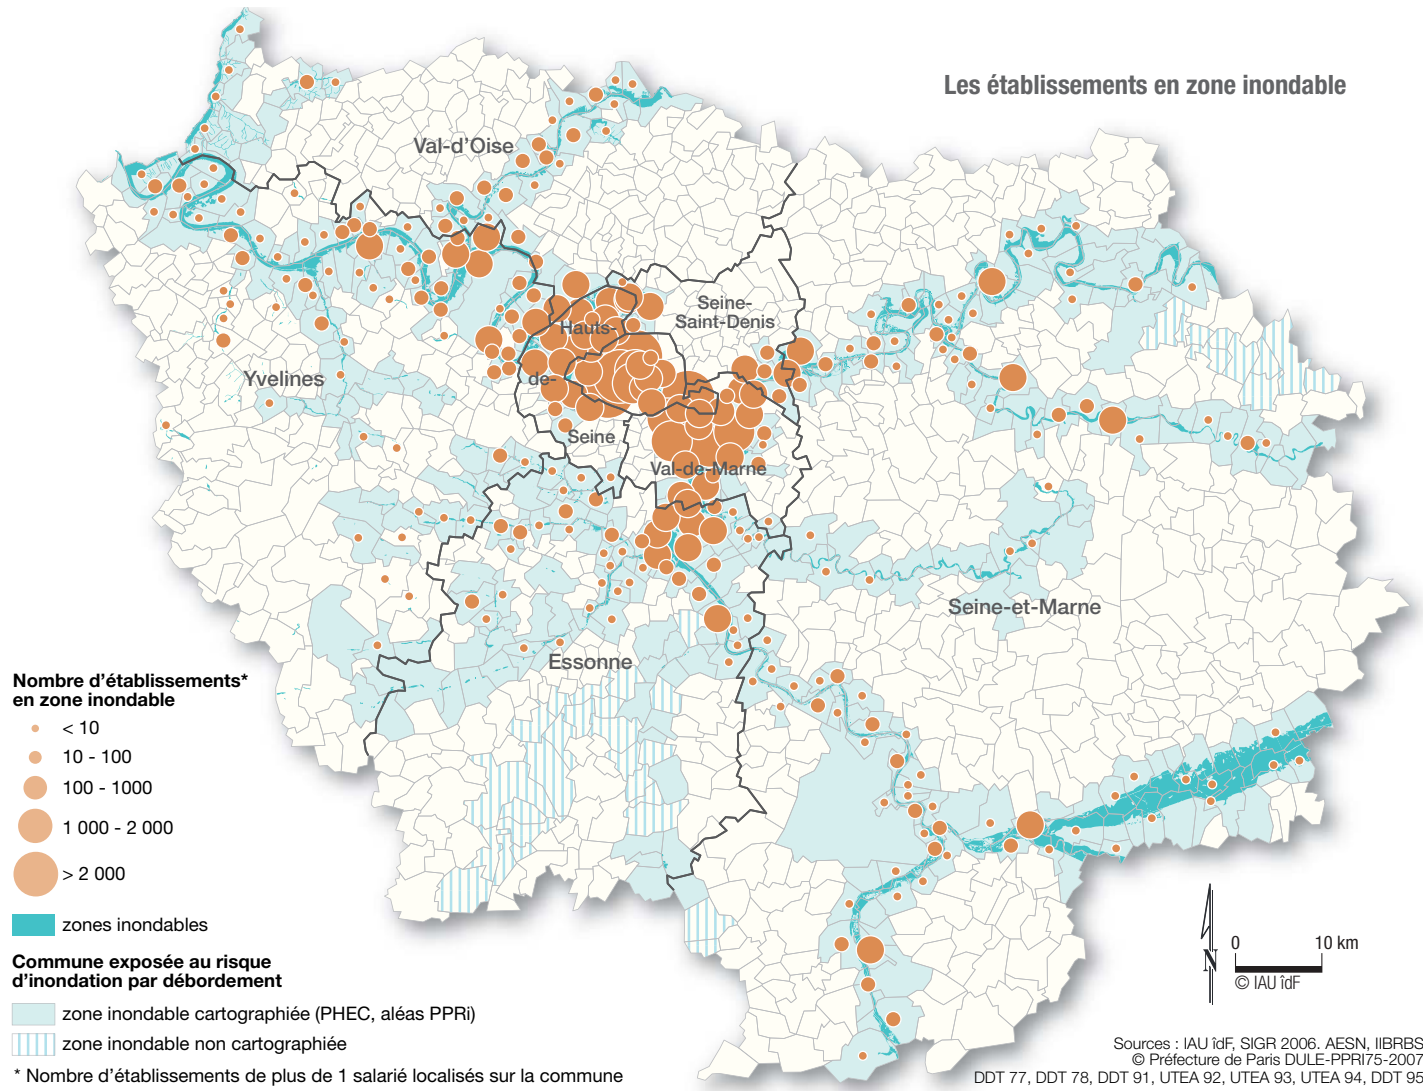 Les établissements en zone inondable
Val-d'Oise
Seine-
Saint-Denis
Hauts-
de-
Seine
Yvelines
Val-de-Marne
Seine-et-Marne
Essonne
Nombre d'établissements*
en zone inondable
< 10
10 - 100
100 - 1000
1 000 - 2 000
> 2 000
zones inondables
Commune exposée au risque
d'inondation par débordement
zone inondable cartographiée (PHEC, aléas PPRi)
zone inondable non cartographiée
* Nombre d'établissements de plus de 1 salarié localisés sur la commune
N
0 10 km
© IAU îdF
Sources : IAU îdF, SIGR 2006. AESN, IIBRBS
© Préfecture de Paris DULE-PPRI75-2007
DDT 77, DDT 78, DDT 91, UTEA 92, UTEA 93, UTEA 94, DDT 95